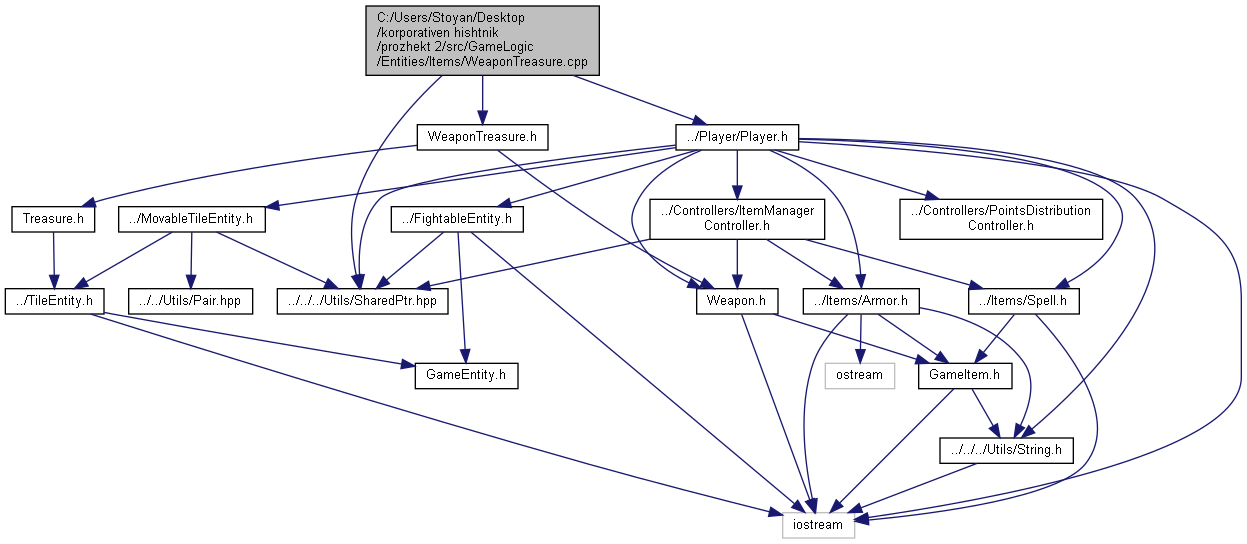 C:/Users/Stoyan/Desktop
/korporativen hishtnik
/prozhekt 2/src/GameLogic
/Entities/Items/WeaponTreasure.cpp
WeaponTreasure.h
../Player/Player.h
Treasure.h
../MovableTileEntity.h
../FightableEntity.h
../Controllers/ItemManager
Controller.h
../Controllers/PointsDistribution
Controller.h
../TileEntity.h
../../Utils/Pair.hpp
../../../Utils/SharedPtr.hpp
Weapon.h
../Items/Armor.h
../Items/Spell.h
GameEntity.h
ostream
GameItem.h
../../../Utils/String.h
iostream